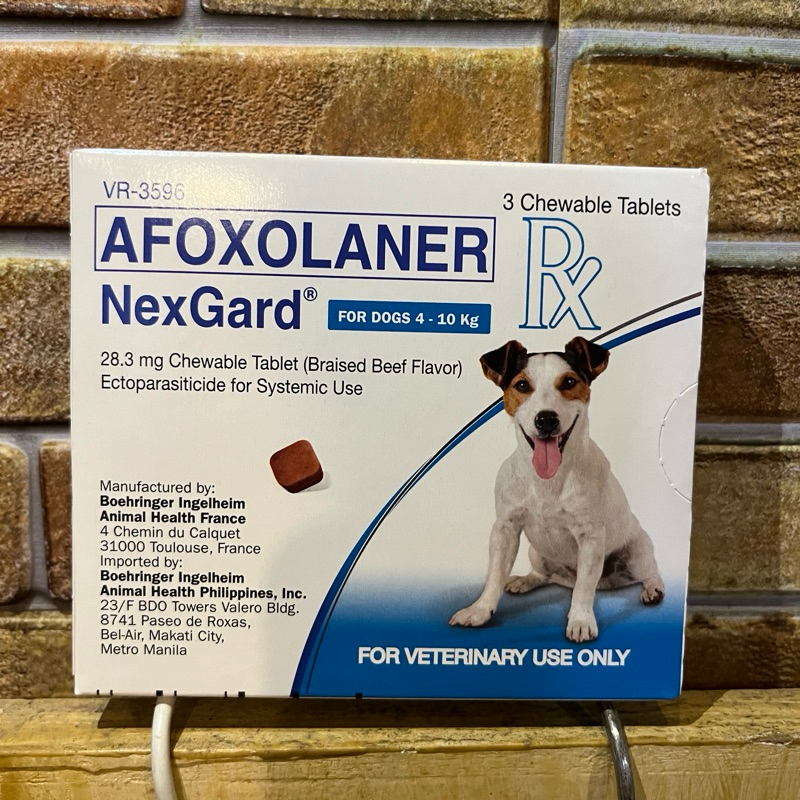 VR-3596
3 Chewable Tablets
AFOXOLANER
Rx
NexGard®
FOR DOGS 4 - 10 Kg
28.3 mg Chewable Tablet (Braised Beef Flavor)
Ectoparasiticide for Systemic Use
Manufactured by:
Boehringer Ingelheim
Animal Health France
4 Chemin du Calquet
31000 Toulouse, France
Imported by:
Boehringer Ingelheim
Animal Health Philippines, Inc.
23/F BDO Towers Valero Bldg.
8741 Paseo de Roxas,
Bel-Air, Makati City,
Metro Manila
FOR VETERINARY USE ONLY